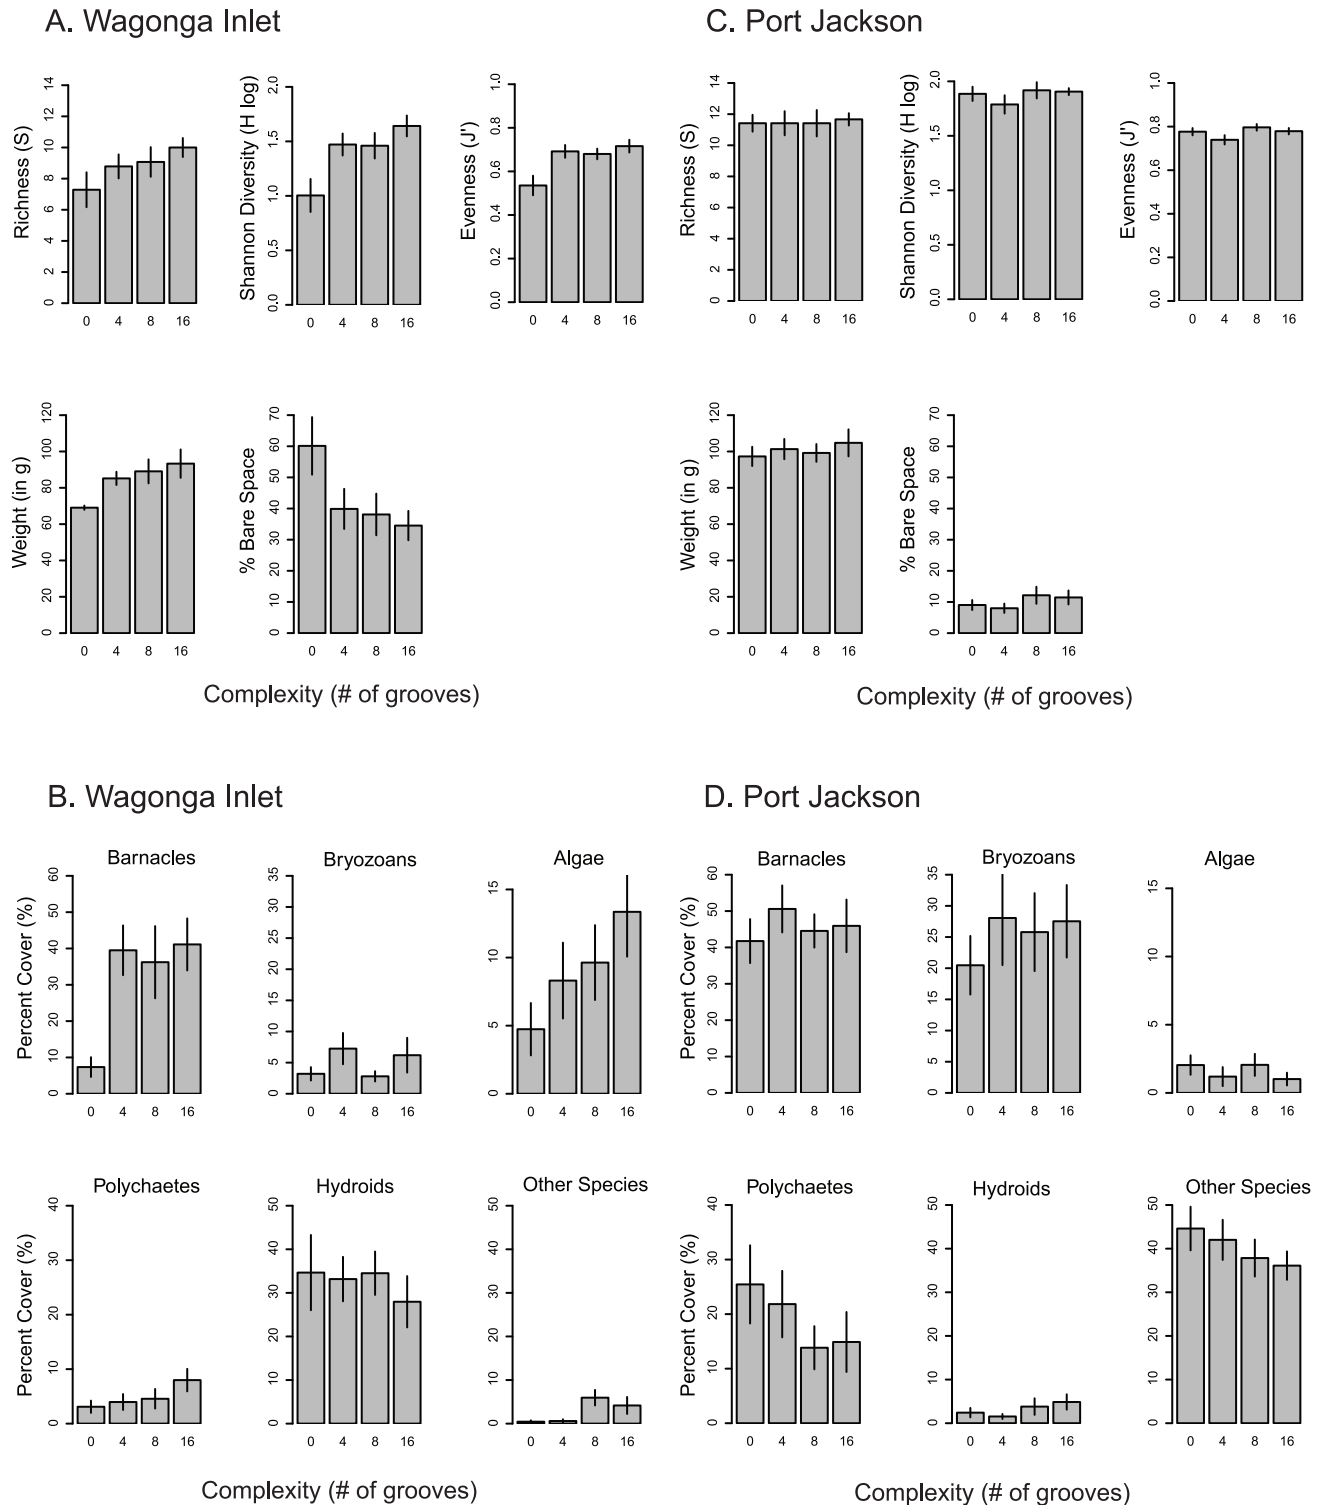 A. Wagonga Inlet
Richness (S)
0 2 4 6 8 10 12 14
0 4 8 16
Shannon Diversity (H log)
0.0 0.5 1.0 1.5 2.0
0 4 8 16
Evenness (J')
0.0 0.2 0.4 0.6 0.8 1.0
0 4 8 16
Weight (in g)
0 20 40 60 80 100 120
0 4 8 16
% Bare Space
0 10 20 30 40 50 60 70
0 4 8 16
Complexity (# of grooves)
C. Port Jackson
Richness (S)
0 2 4 6 8 10 12 14
0 4 8 16
Shannon Diversity (H log)
0.0 0.5 1.0 1.5 2.0
0 4 8 16
Evenness (J')
0.0 0.2 0.4 0.6 0.8 1.0
0 4 8 16
Weight (in g)
0 20 40 60 80 100 120
0 4 8 16
% Bare Space
0 10 20 30 40 50 60 70
0 4 8 16
Complexity (# of grooves)
B. Wagonga Inlet
Barnacles
Percent Cover (%)
0 10 20 30 40 50 60
0 4 8 16
Bryozoans
0 5 10 15 20 25 30 35
0 4 8 16
Algae
0 5 10 15
0 4 8 16
Polychaetes
Percent Cover (%)
0 10 20 30 40
0 4 8 16
Hydroids
0 10 20 30 40 50
0 4 8 16
Other Species
0 10 20 30 40 50
0 4 8 16
Complexity (# of grooves)
D. Port Jackson
Barnacles
Percent Cover (%)
0 10 20 30 40 50 60
0 4 8 16
Bryozoans
0 5 10 15 20 25 30 35
0 4 8 16
Algae
0 5 10 15
0 4 8 16
Polychaetes
Percent Cover (%)
0 10 20 30 40
0 4 8 16
Hydroids
0 10 20 30 40 50
0 4 8 16
Other Species
0 10 20 30 40 50
0 4 8 16
Complexity (# of grooves)